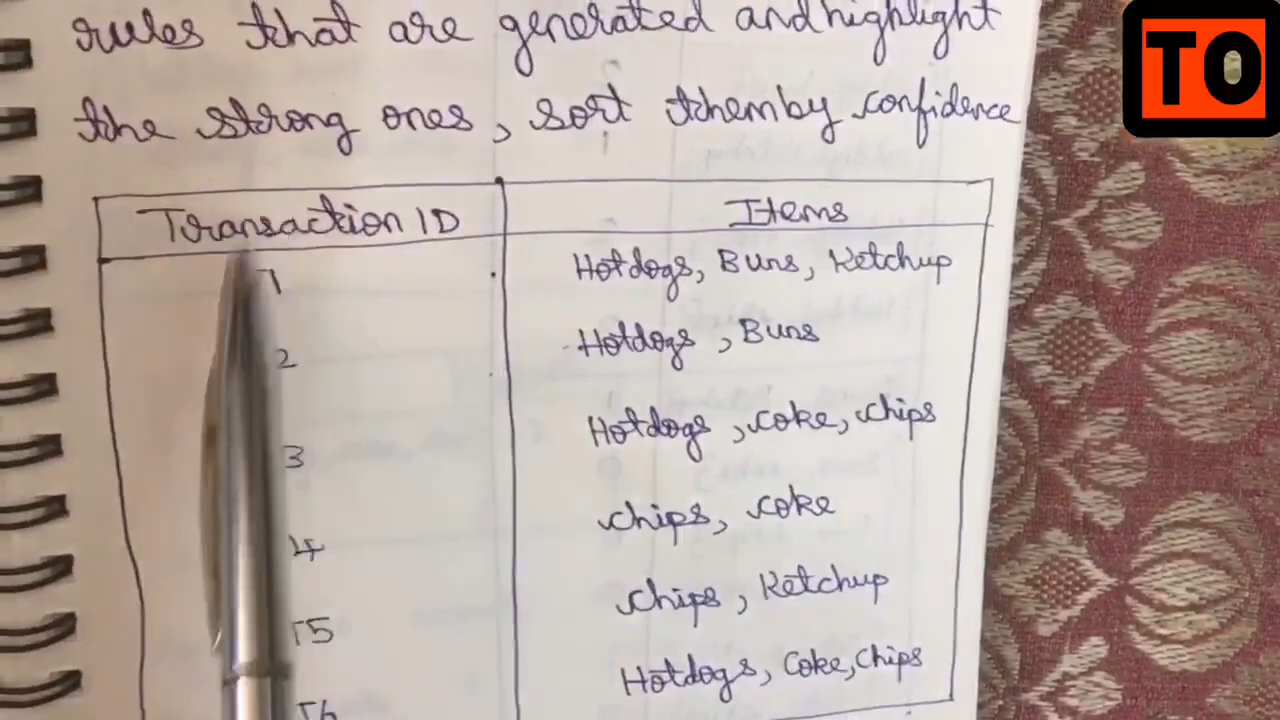 rules that are generated and highlight
the strong ones, sort them by confidence
TO
Transaction ID Items
1 Hotdogs, Buns, Ketchup
2 Hotdogs, Buns
3 Hotdogs, coke, chips
4 chips, coke
T5 chips, Ketchup
T6 Hotdogs, Coke, Chips